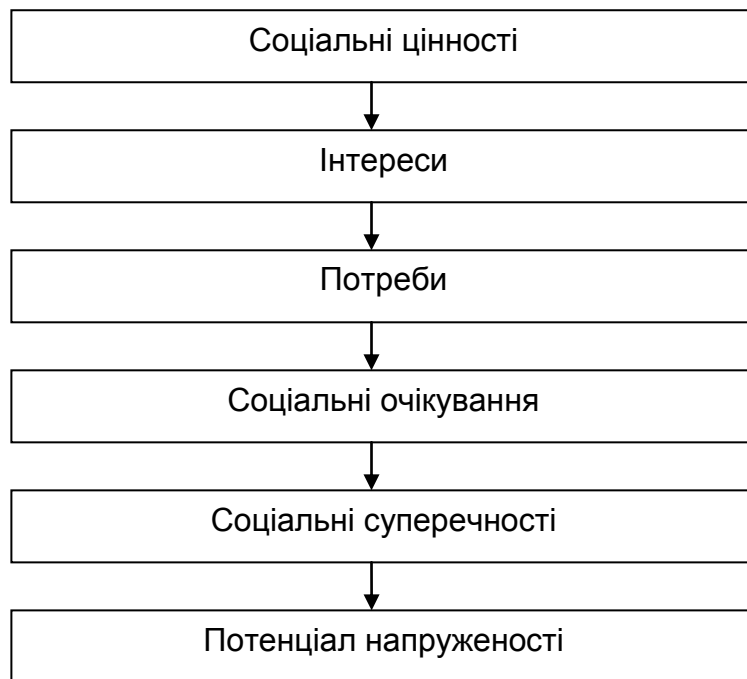 Соціальні цінності
Інтереси
Потреби
Соціальні очікування
Соціальні суперечності
Потенціал напруженості